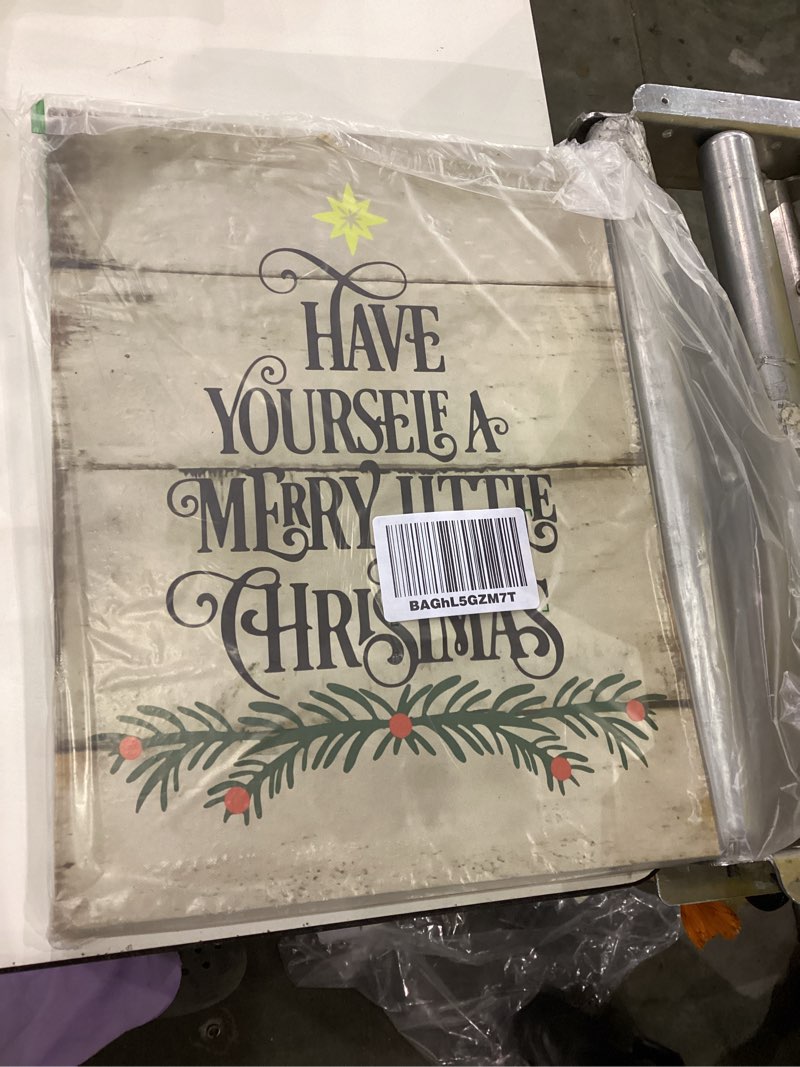 HAVE
YOURSELF A
MERRY LITTLE
CHRISTMAS
BAGhL5GZM7T